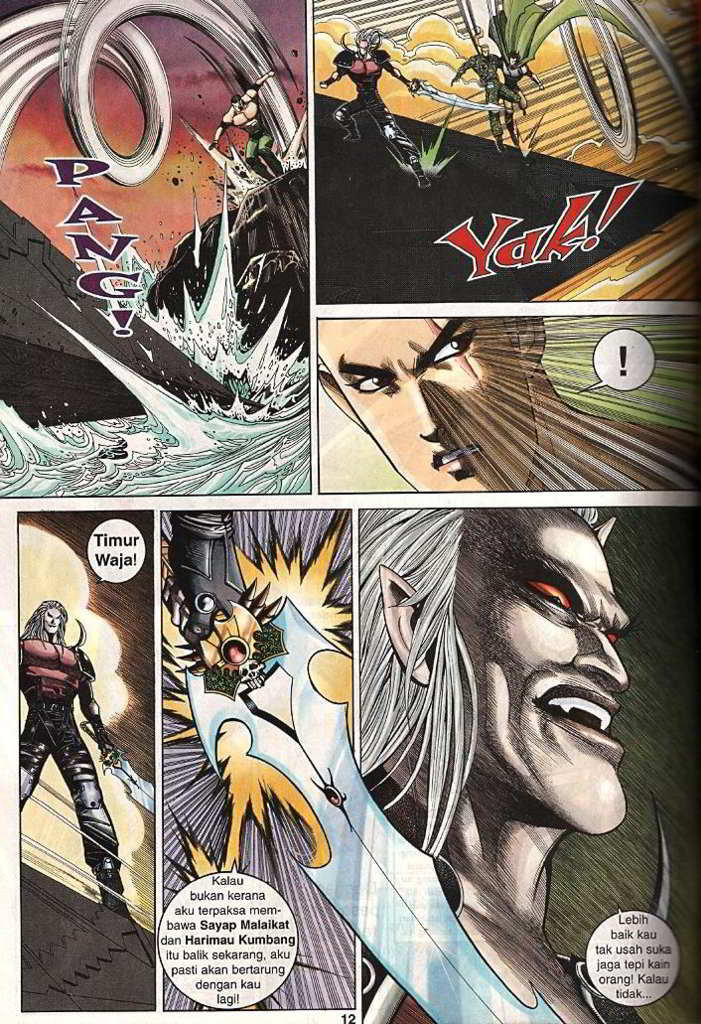 PANG!
Yak!
!
Timur
Waja!
Kalau
bukan kerana
aku terpaksa mem-
bawa Sayap Malaikat
dan Harimau Kumbang
itu balik sekarang, aku
pasti akan bertarung
dengan kau
lagi!
Lebih
baik kau
tak usah suka
jaga tepi kain
orang! Kalau
tidak...
12